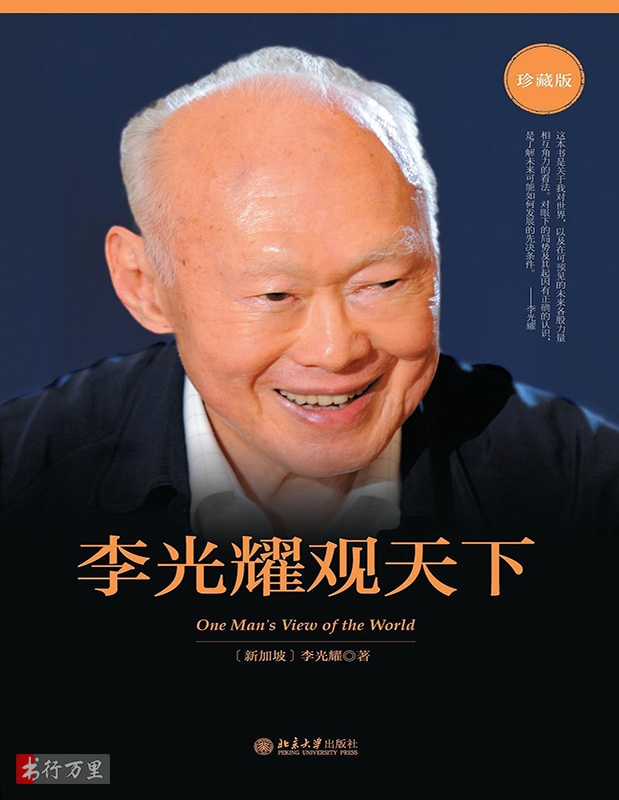 珍藏版
这本书是关于我对世界，以及在可预见的未来各股力量
相互角力的看法。对眼下的局势及其起因有正确的认识，
是了解未来可能如何发展的先决条件。
——李光耀
李光耀观天下
One Man's View of the World
〔新加坡〕李光耀◎著
北京大学出版社
PEKING UNIVERSITY PRESS
书行万里